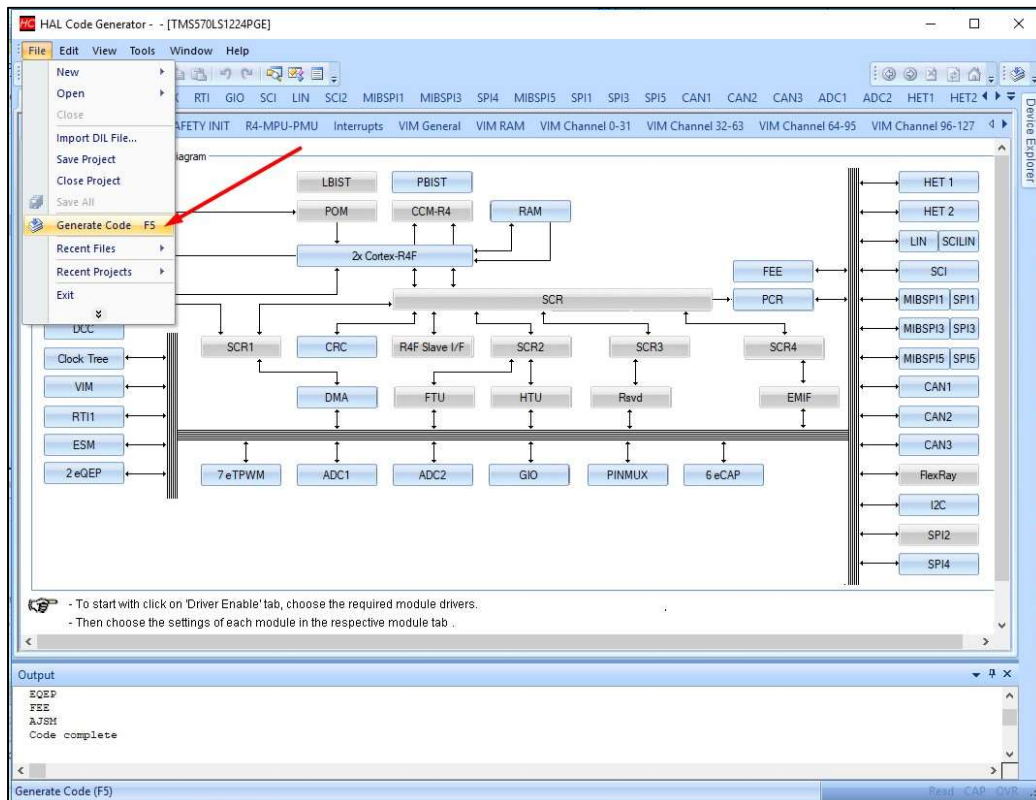 HAL Code Generator - - [TMS570LS1224PGE]
File Edit View Tools Window Help
New
Open
Close
Import DIL File...
Save Project
Close Project
Save All
Generate Code F5
Recent Files
Recent Projects
Exit
RTI GIO SCI LIN SCI2 MIBSPI1 MIBSPI3 SPI4 MIBSPI5 SPI1 SPI3 SPI5 CAN1 CAN2 CAN3 ADC1 ADC2 HET1 HET2
AFETY INIT R4-MPU-PMU Interrupts VIM General VIM RAM VIM Channel 0-31 VIM Channel 32-63 VIM Channel 64-95 VIM Channel 96-127
Device Explorer
iagram
LBIST PBIST HET 1
POM CCM-R4 RAM HET 2
LIN SCILIN
2x Cortex-R4F
FEE SCI
SCR PCR MIBSPI1 SPI1
DCC MIBSPI3 SPI3
SCR1 CRC R4F Slave I/F SCR2 SCR3 SCR4
Clock Tree MIBSPI5 SPI5
VIM CAN1
DMA FTU HTU Rsvd EMIF
RTI1 CAN2
ESM CAN3
2 eQEP 7 eTPWM ADC1 ADC2 GIO PINMUX 6 eCAP FlexRay
I2C
SPI2
SPI4
- To start with click on 'Driver Enable' tab, choose the required module drivers.
- Then choose the settings of each module in the respective module tab .
Output
EQEP
FEE
AJSM
Code complete
Generate Code (F5) Read CAP OVR